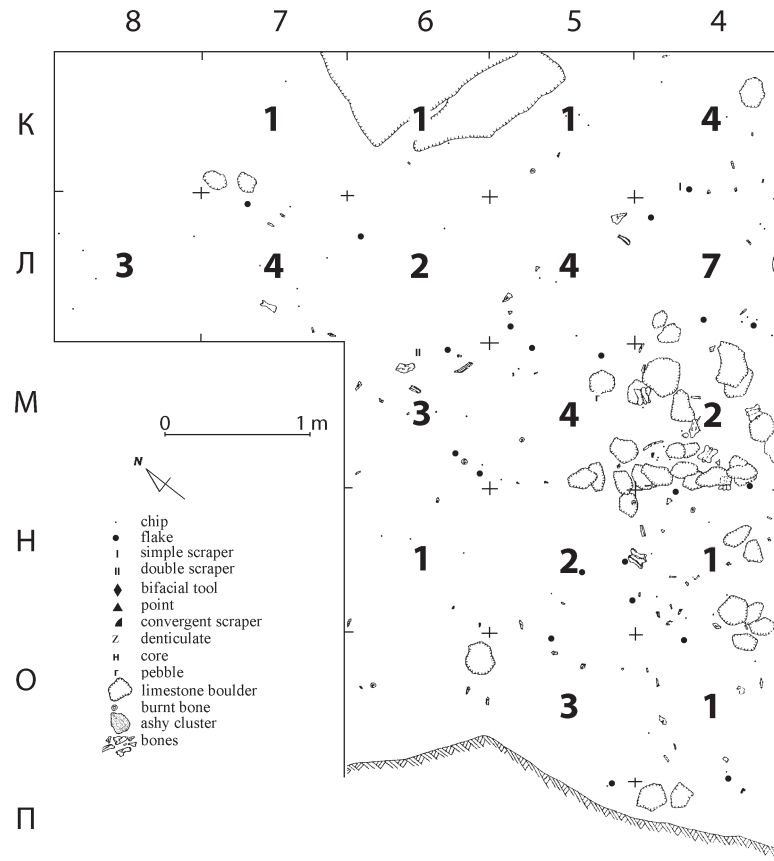 8 7 6 5 4
К 1 1 1 4
Л 3 4 2 4 7
М 3 4 2
0 1 m
N
Н 1 2 1
chip
flake
simple scraper
double scraper
bifacial tool
point
convergent scraper
Z denticulate
H core
г pebble
limestone boulder
burnt bone
ashy cluster
bones
О 3 1
П